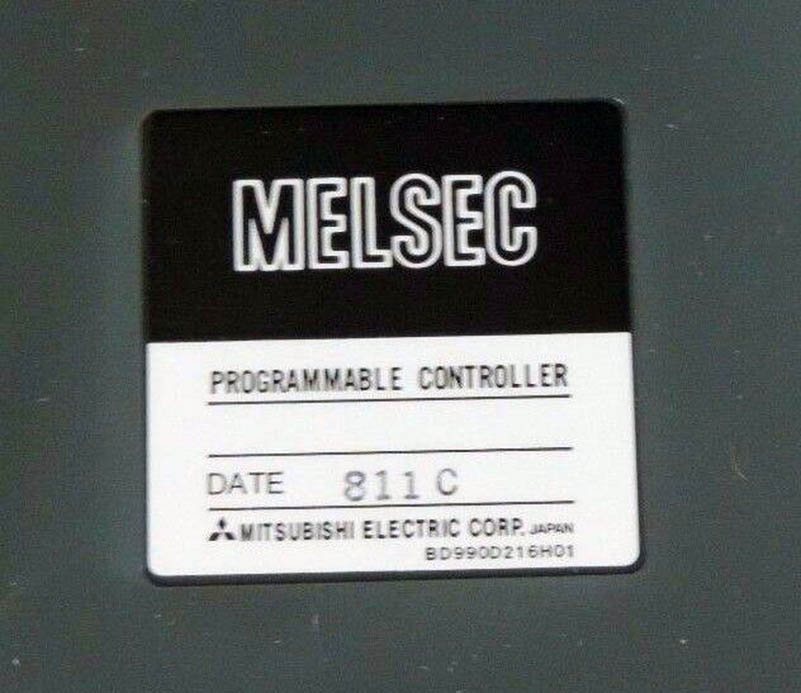 MELSEC
PROGRAMMABLE CONTROLLER
DATE 811C
MITSUBISHI ELECTRIC CORP. JAPAN
BD990D216H01